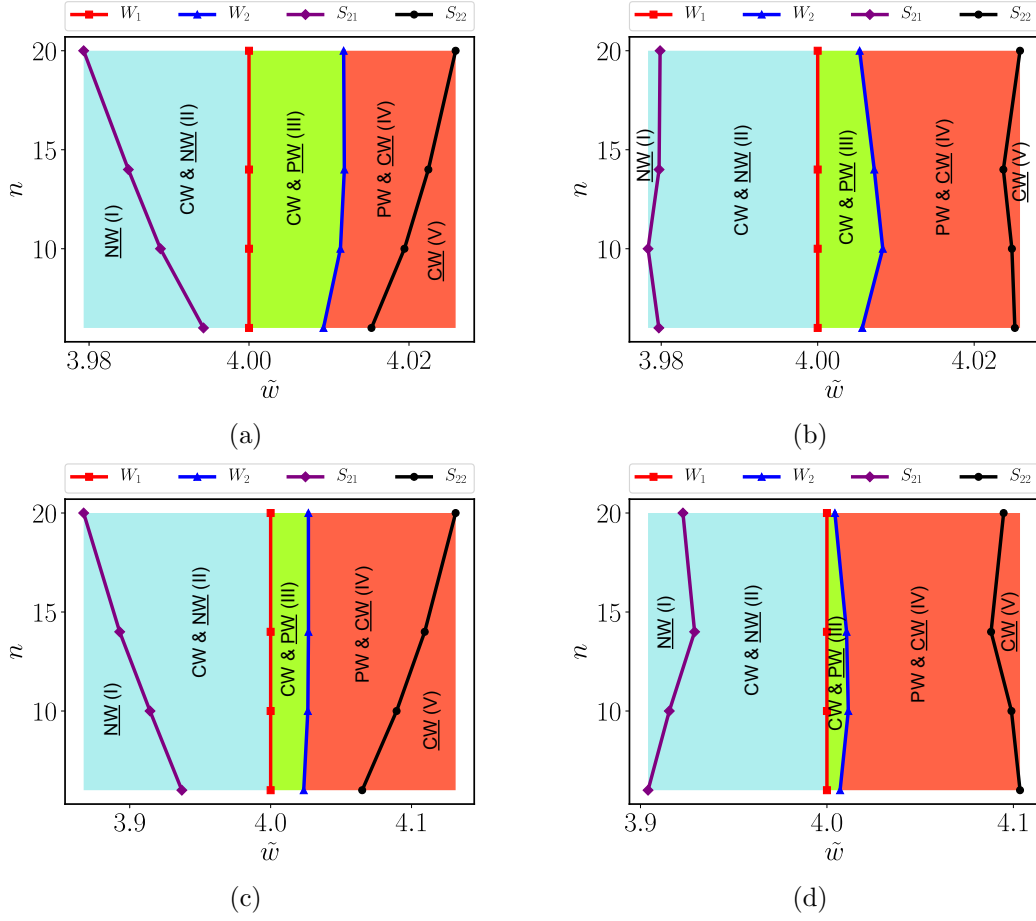 W₁ W₂ S₂₁ S₂₂
W₁ W₂ S₂₁ S₂₂
20
15
10
n
NW (I)
CW & NW (II)
CW & PW (III)
PW & CW (IV)
CW (V)
3.98 4.00 4.02
w̃
(a)
20
15
10
n
NW (I)
CW & NW (II)
CW & PW (III)
PW & CW (IV)
CW (V)
3.98 4.00 4.02
w̃
(b)
W₁ W₂ S₂₁ S₂₂
W₁ W₂ S₂₁ S₂₂
20
15
10
n
NW (I)
CW & NW (II)
CW & PW (III)
PW & CW (IV)
CW (V)
3.9 4.0 4.1
w̃
(c)
20
15
10
n
NW (I)
CW & NW (II)
CW & PW (III)
PW & CW (IV)
CW (V)
3.9 4.0 4.1
w̃
(d)